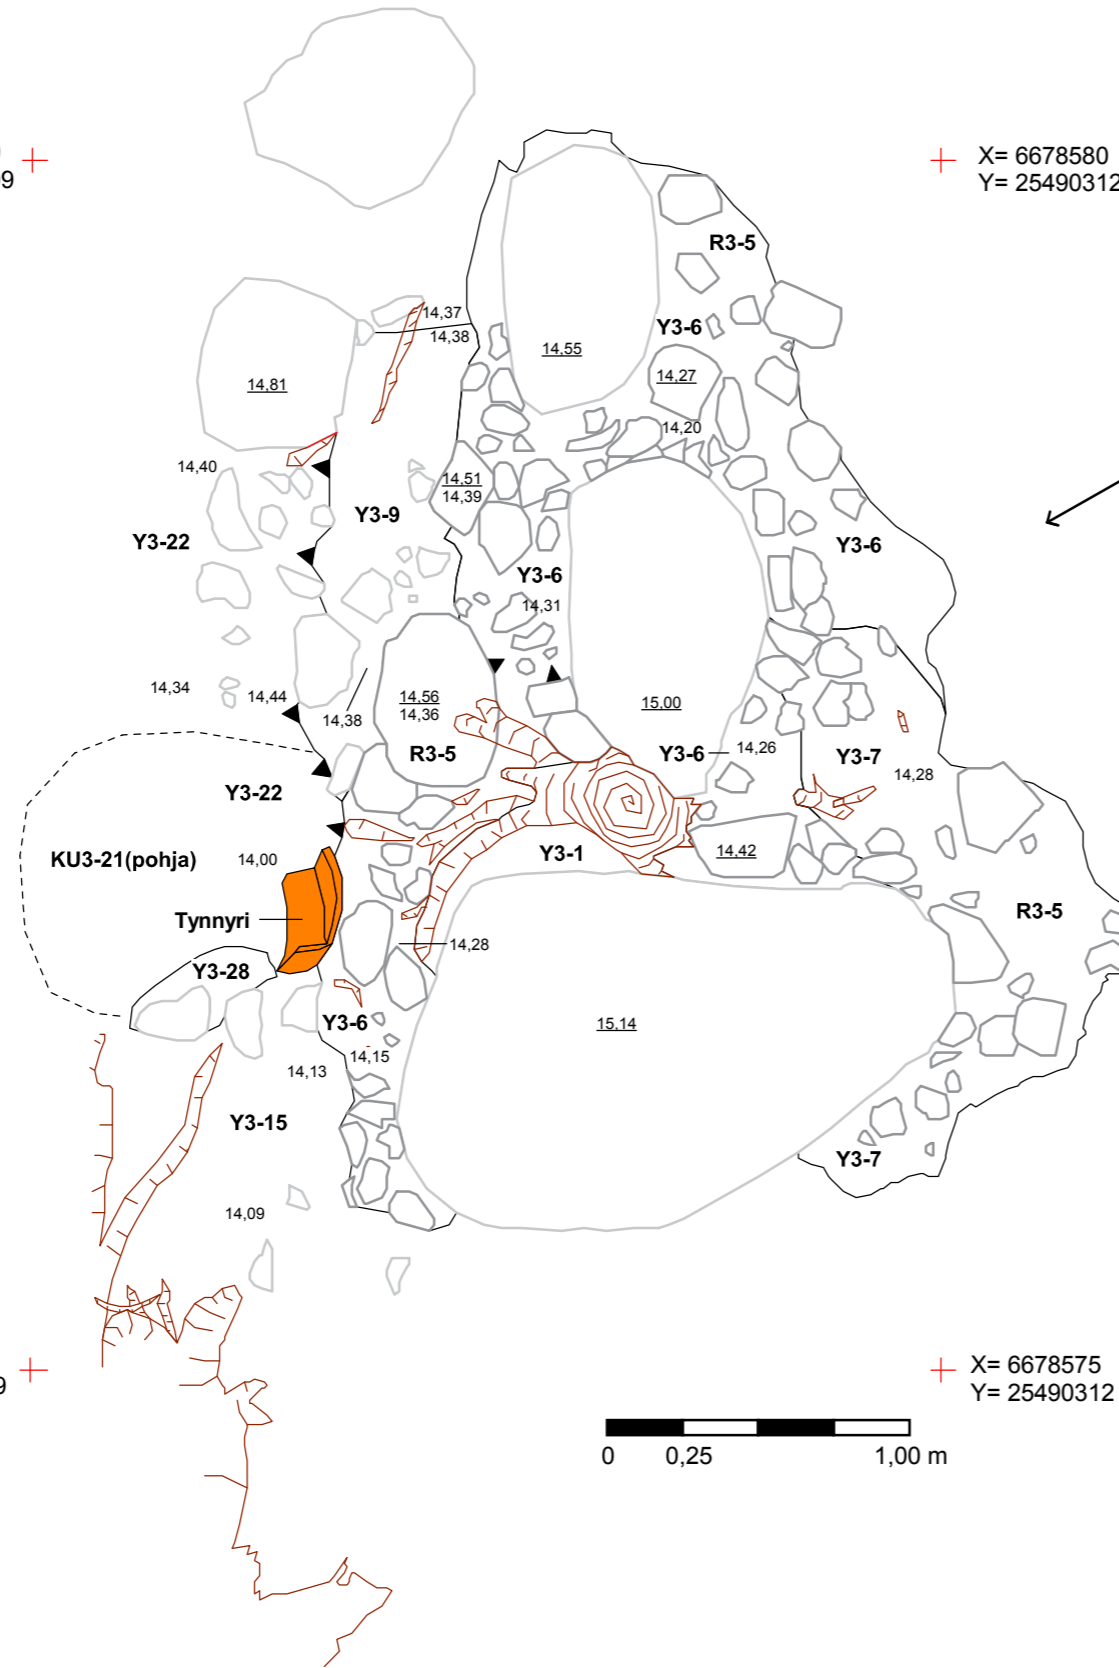 X= 6678580
9
Y= 25490312
R3-5
14,37
Y3-6
14,38
14,55
14,27
14,81
14,20
14,40
14,51
14,39
Y3-9
Y3-22
Y3-6
Y3-6
14,31
14,34
14,44
14,56
14,38
14,36
15,00
R3-5
Y3-6
14,26
Y3-7
14,28
Y3-22
KU3-21(pohja)
14,00
Y3-1
14,42
Tynnyri
R3-5
14,28
Y3-28
Y3-6
15,14
14,15
14,13
Y3-15
Y3-7
14,09
X= 6678575
9
Y= 25490312
0
0,25
1,00 m